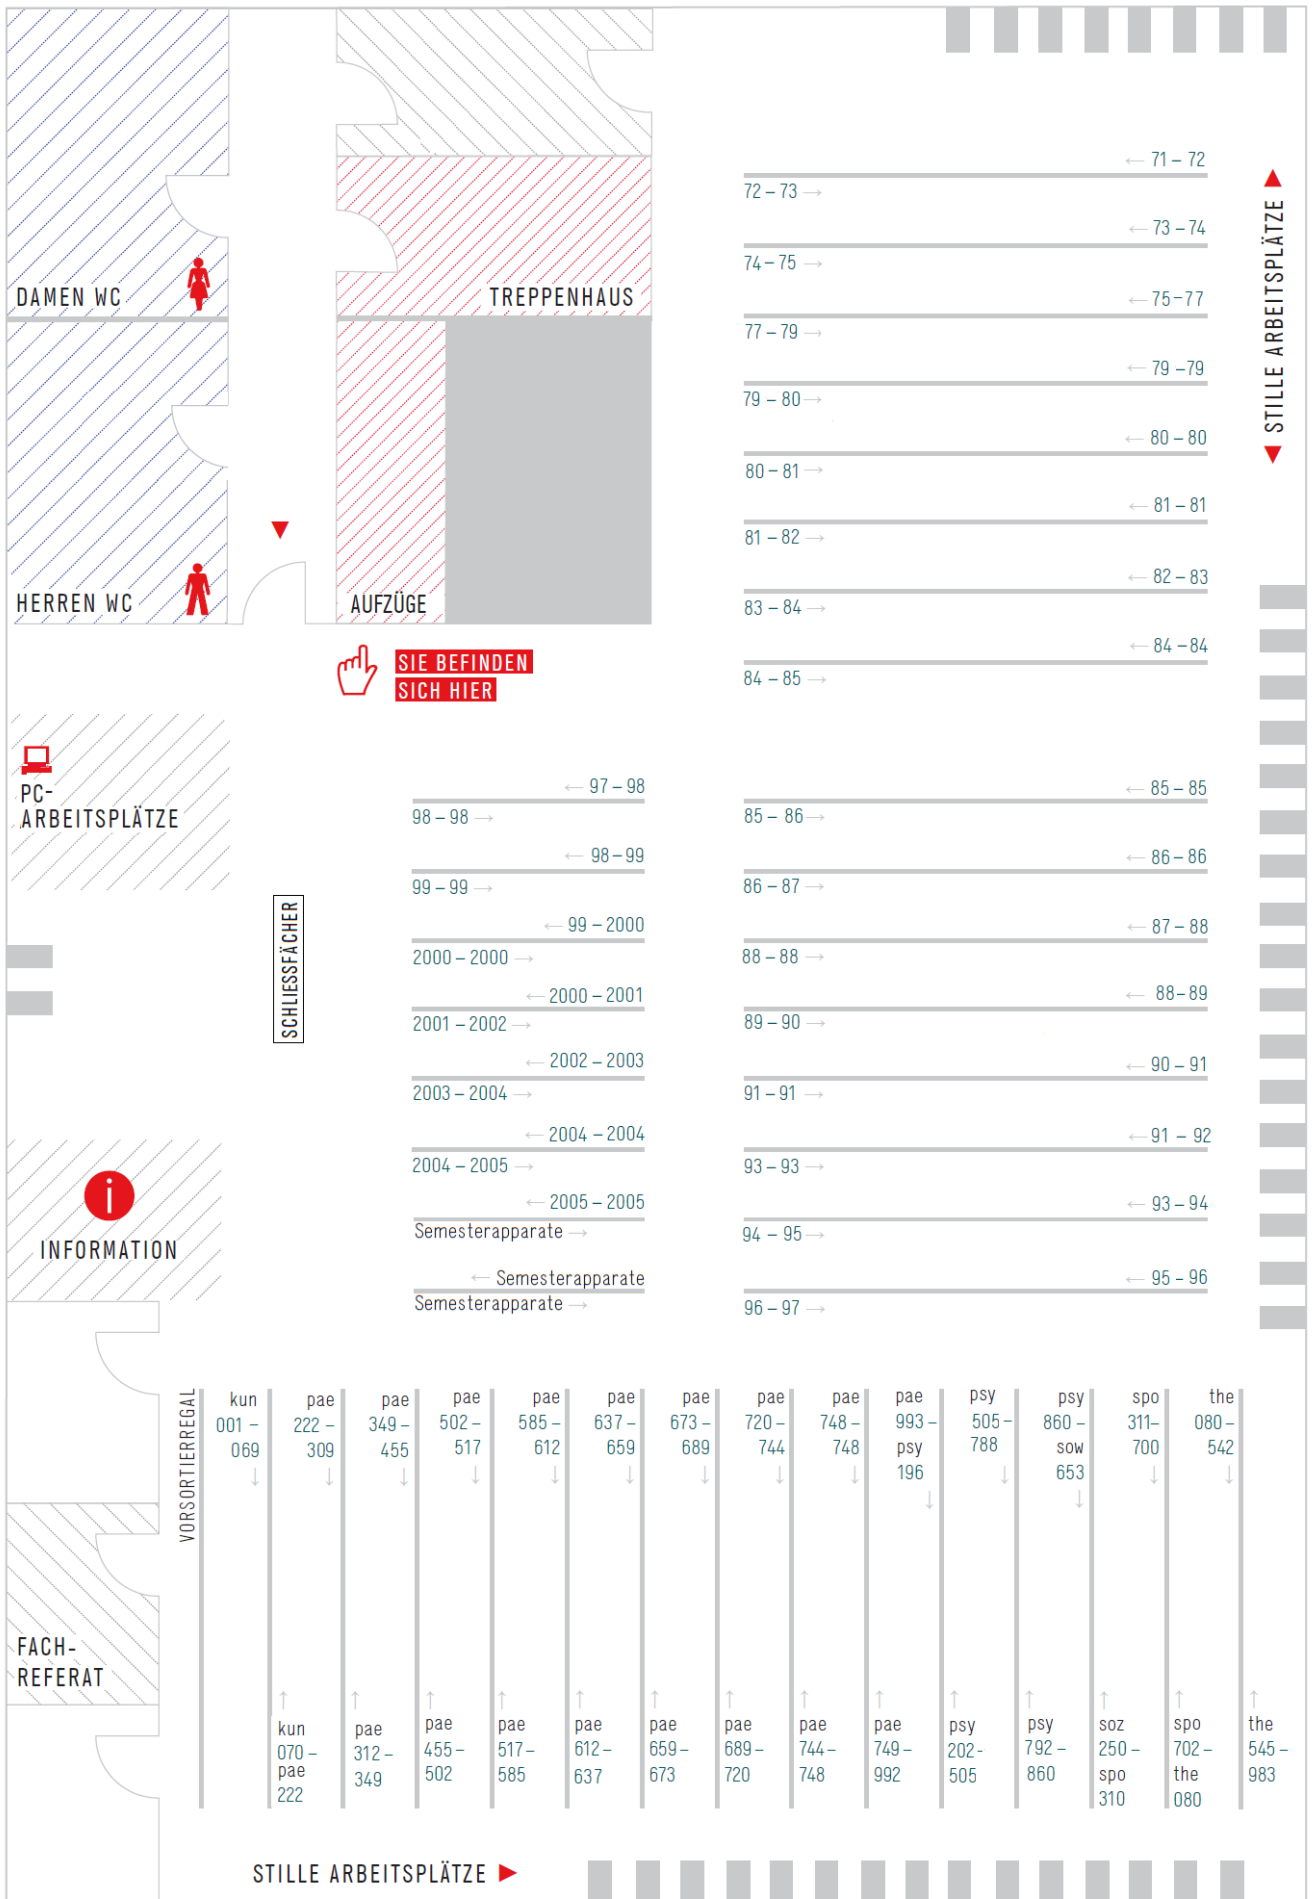 DAMEN WC
HERREN WC
TREPPENHAUS
AUFZÜGE
SIE BEFINDEN
SICH HIER
PC-
ARBEITSPLÄTZE
SCHLIESSFÄCHER
INFORMATION
FACH-
REFERAT
← 71 – 72
72 – 73 →
← 73 – 74
74 – 75 →
← 75 – 77
77 – 79 →
← 79 – 79
79 – 80 →
← 80 – 80
80 – 81 →
← 81 – 81
81 – 82 →
← 82 – 83
83 – 84 →
← 84 – 84
84 – 85 →
STILLE ARBEITSPLÄTZE
← 97 – 98
98 – 98 →
← 98 – 99
99 – 99 →
← 99 – 2000
2000 – 2000 →
← 2000 – 2001
2001 – 2002 →
← 2002 – 2003
2003 – 2004 →
← 2004 – 2004
2004 – 2005 →
← 2005 – 2005
Semesterapparate →
← Semesterapparate
Semesterapparate →
← 85 – 85
85 – 86 →
← 86 – 86
86 – 87 →
← 87 – 88
88 – 88 →
← 88 – 89
89 – 90 →
← 90 – 91
91 – 91 →
← 91 – 92
93 – 93 →
← 93 – 94
94 – 95 →
← 95 – 96
96 – 97 →
VORSORTIERREGAL
kun
001 –
069
pae
222 –
309
pae
349 –
455
pae
502 –
517
pae
585 –
612
pae
637 –
659
pae
673 –
689
pae
720 –
744
pae
748 –
748
pae
993 –
psy
196
psy
505 –
788
psy
860 –
sow
653
spo
311–
700
the
080 –
542
kun
070 –
pae
222
pae
312 –
349
pae
455 –
502
pae
517 –
585
pae
612 –
637
pae
659 –
673
pae
689 –
720
pae
744 –
748
pae
749 –
992
psy
202-
505
psy
792 –
860
soz
250 –
spo
310
spo
702 –
the
080
the
545 –
983
STILLE ARBEITSPLÄTZE